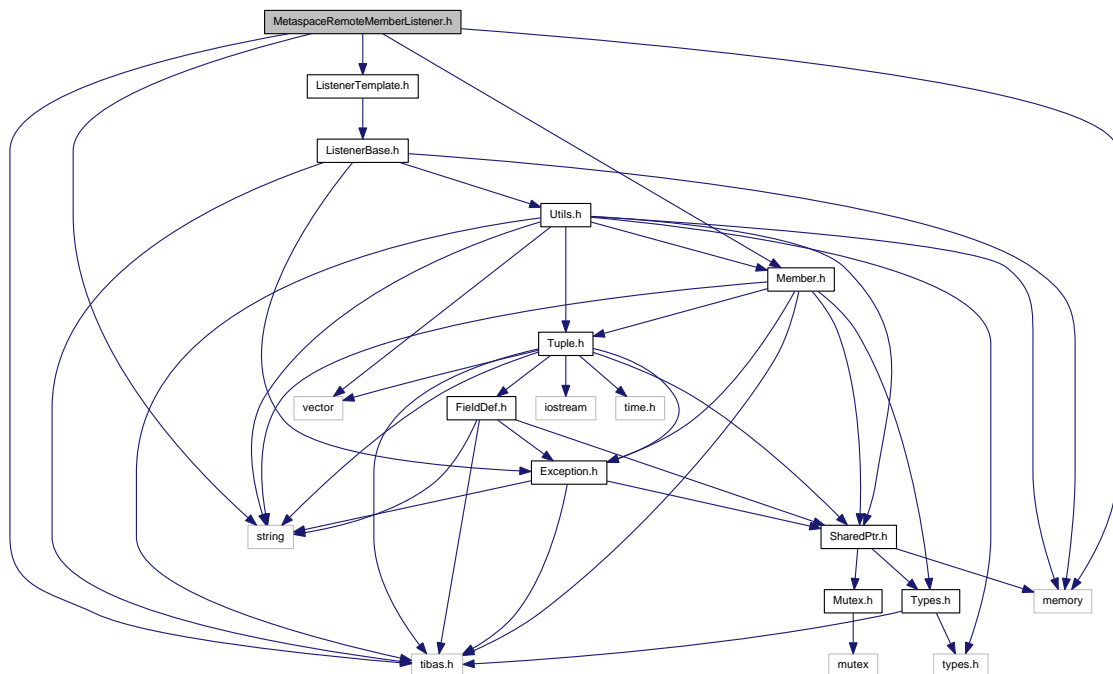 MetaspaceRemoteMemberListener.h
ListenerTemplate.h
ListenerBase.h
Utils.h
Member.h
Tuple.h
vector
FieldDef.h
iostream
time.h
Exception.h
string
SharedPtr.h
Mutex.h
Types.h
memory
tibas.h
mutex
types.h